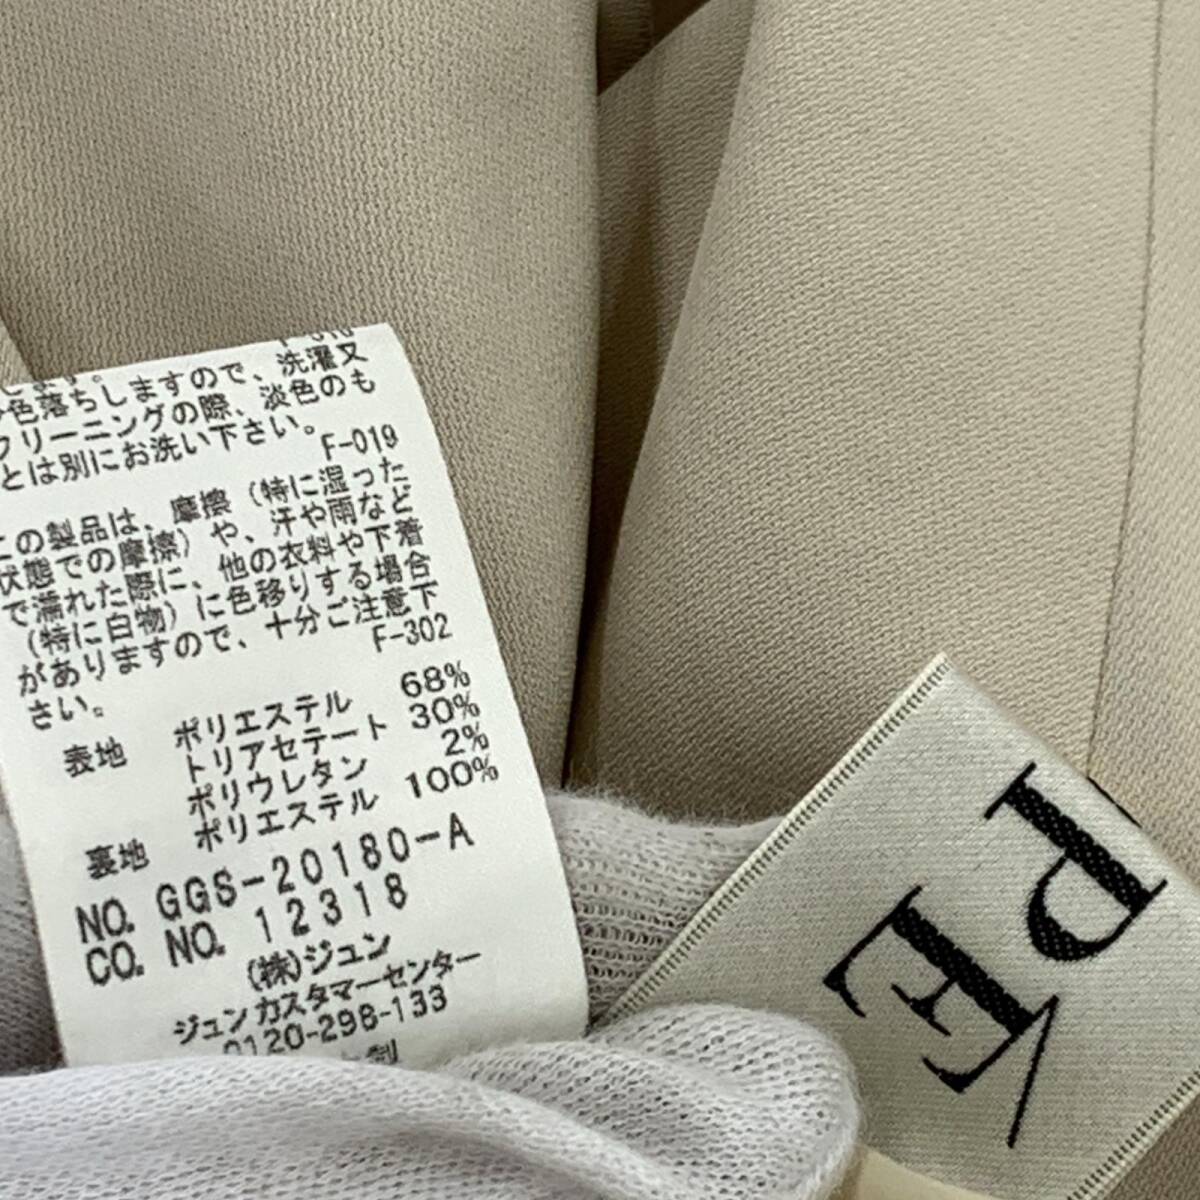 します。
色落ちしますので、洗濯又
クリーニングの際、淡色のも
とは別にお洗い下さい。
F-019
この製品は、摩擦(特に湿った
状態での摩擦)や、汗や雨など
で濡れた際に、他の衣料や下着
(特に白物)に色移りする場合
がありますので、十分ご注意下
さい。
F-302
表地 ポリエステル 68%
トリアセテート 30%
ポリウレタン 2%
裏地 ポリエステル 100%
NO. GGS-20180-A
CO. NO. 12318
(株)ジュン
ジュンカスタマーセンター
0120-298-133
製
PE